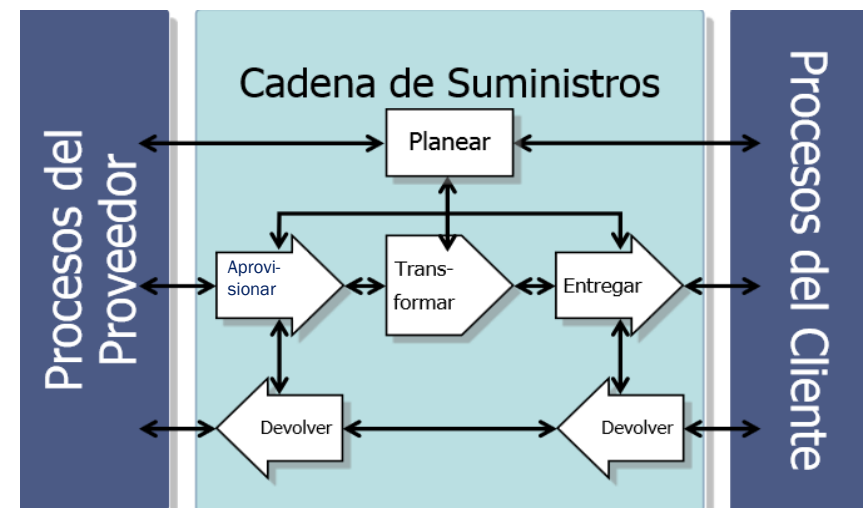 Procesos del
Proveedor
Cadena de Suministros
Planear
Aprovi-
sionar
Trans-
formar
Entregar
Devolver
Devolver
Procesos del Cliente